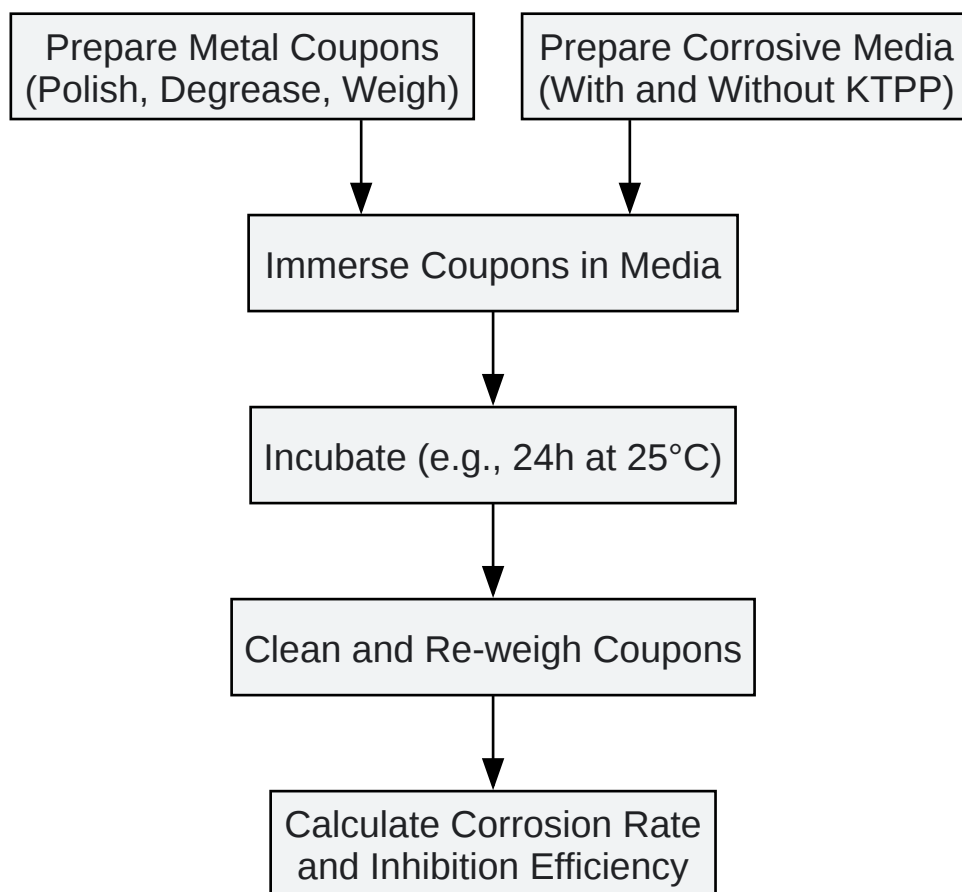 Prepare Metal Coupons
(Polish, Degrease, Weigh)
Prepare Corrosive Media
(With and Without KTPP)
Immerse Coupons in Media
Incubate (e.g., 24h at 25°C)
Clean and Re-weigh Coupons
Calculate Corrosion Rate
and Inhibition Efficiency